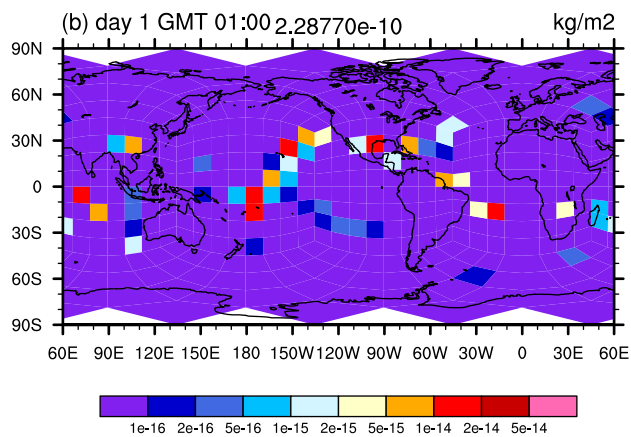 (b) day 1 GMT 01:00 2.28770e-10 kg/m2
90N
60N
30N
0
30S
60S
90S
60E 90E 120E 150E 180 150W 120W 90W 60W 30W 0 30E 60E
1e-16 2e-16 5e-16 1e-15 2e-15 5e-15 1e-14 2e-14 5e-14